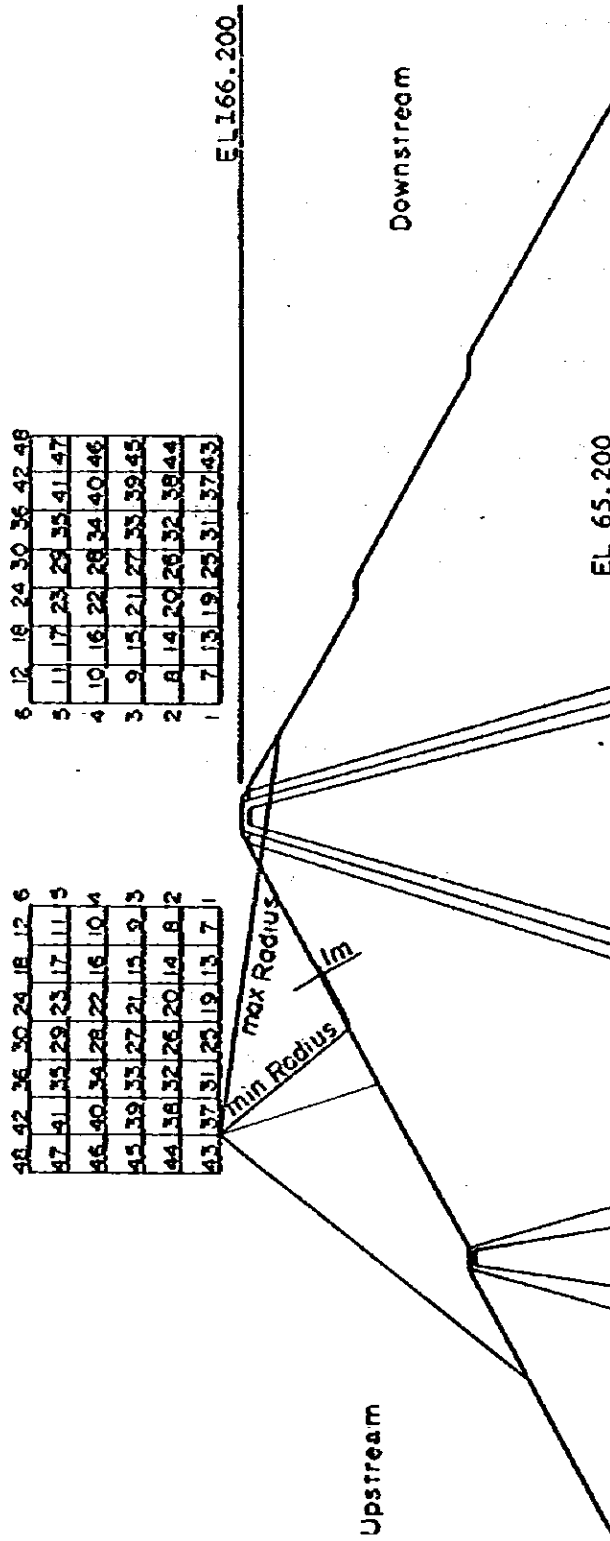 48 42 36 30 24 18 12 6
47 41 35 29 23 17 11 5
46 40 34 28 22 16 10 4
45 39 33 27 21 15 9 3
44 38 32 26 20 14 8 2
43 37 31 25 19 13 7 1
6 12 18 24 30 36 42 48
5 11 17 23 29 35 41 47
4 10 16 22 28 34 40 46
3 9 15 21 27 33 39 45
2 8 14 20 26 32 38 44
1 7 13 19 25 31 37 43
EL 166.200
max Radius
min Radius
1m
Upstream
Downstream
EL 65.200